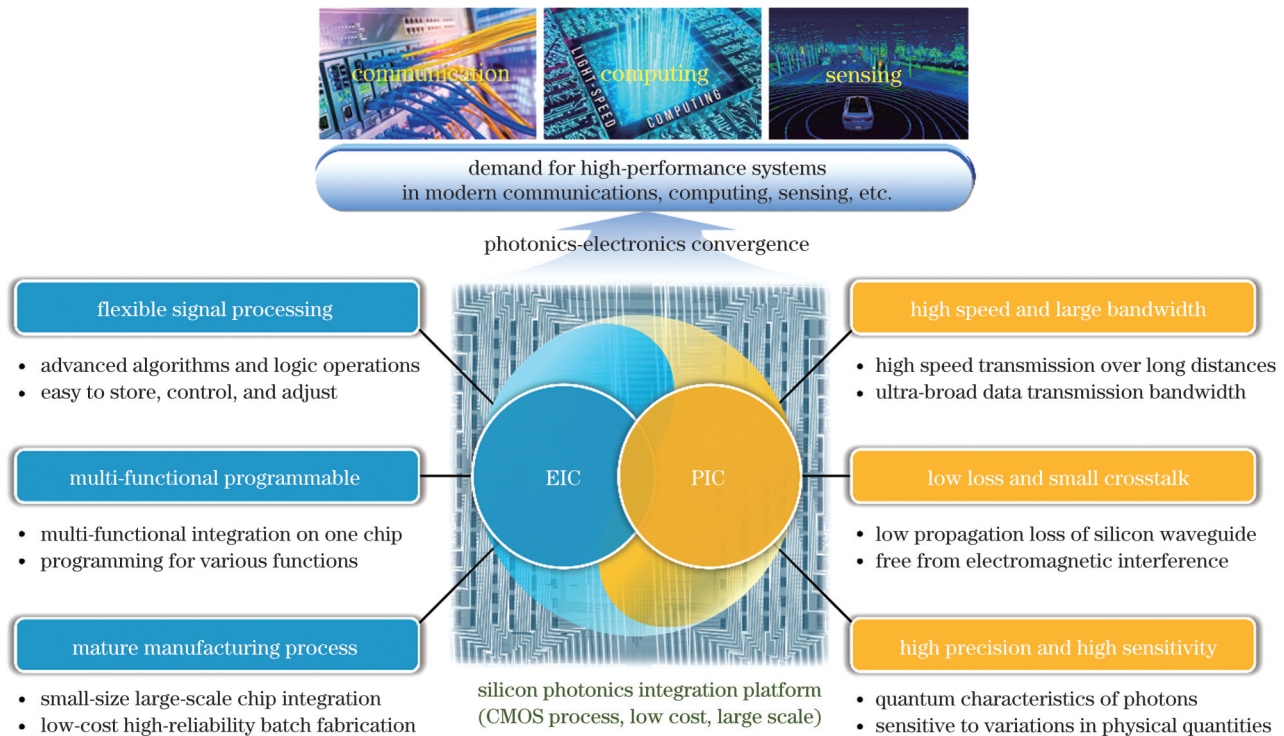 communication
computing
sensing
LIGHT-SPEED
COMPUTING
demand for high-performance systems
in modern communications, computing, sensing, etc.
photonics-electronics convergence
flexible signal processing
• advanced algorithms and logic operations
• easy to store, control, and adjust
multi-functional programmable
• multi-functional integration on one chip
• programming for various functions
mature manufacturing process
• small-size large-scale chip integration
• low-cost high-reliability batch fabrication
EIC
PIC
silicon photonics integration platform
(CMOS process, low cost, large scale)
high speed and large bandwidth
• high speed transmission over long distances
• ultra-broad data transmission bandwidth
low loss and small crosstalk
• low propagation loss of silicon waveguide
• free from electromagnetic interference
high precision and high sensitivity
• quantum characteristics of photons
• sensitive to variations in physical quantities